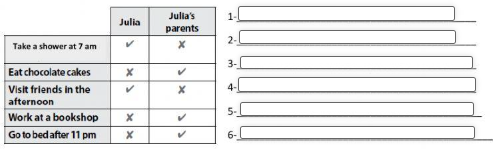 Julia Julia's
parents
Take a shower at 7 am ✓ ✗
Eat chocolate cakes ✗ ✓
Visit friends in the
afternoon ✓ ✗
Work at a bookshop ✗ ✓
Go to bed after 11 pm ✗ ✓
1-
2-
3-
4-
5-
6-